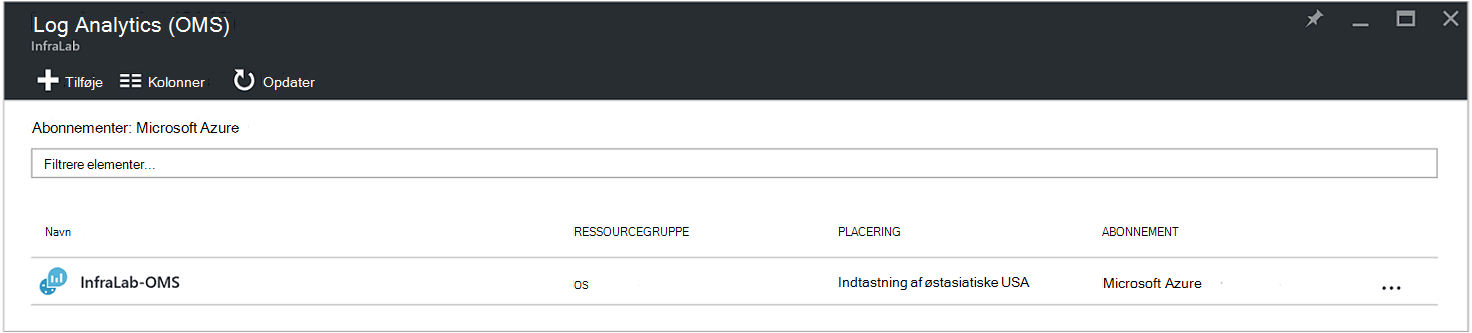 Log Analytics (OMS)
InfraLab
Tilføje Kolonner Opdater
Abonnementer: Microsoft Azure
Filtrere elementer...
Navn RESSOURCEGRUPPE PLACERING ABONNEMENT
InfraLab-OMS os Indtastning af østasiatiske USA Microsoft Azure ...